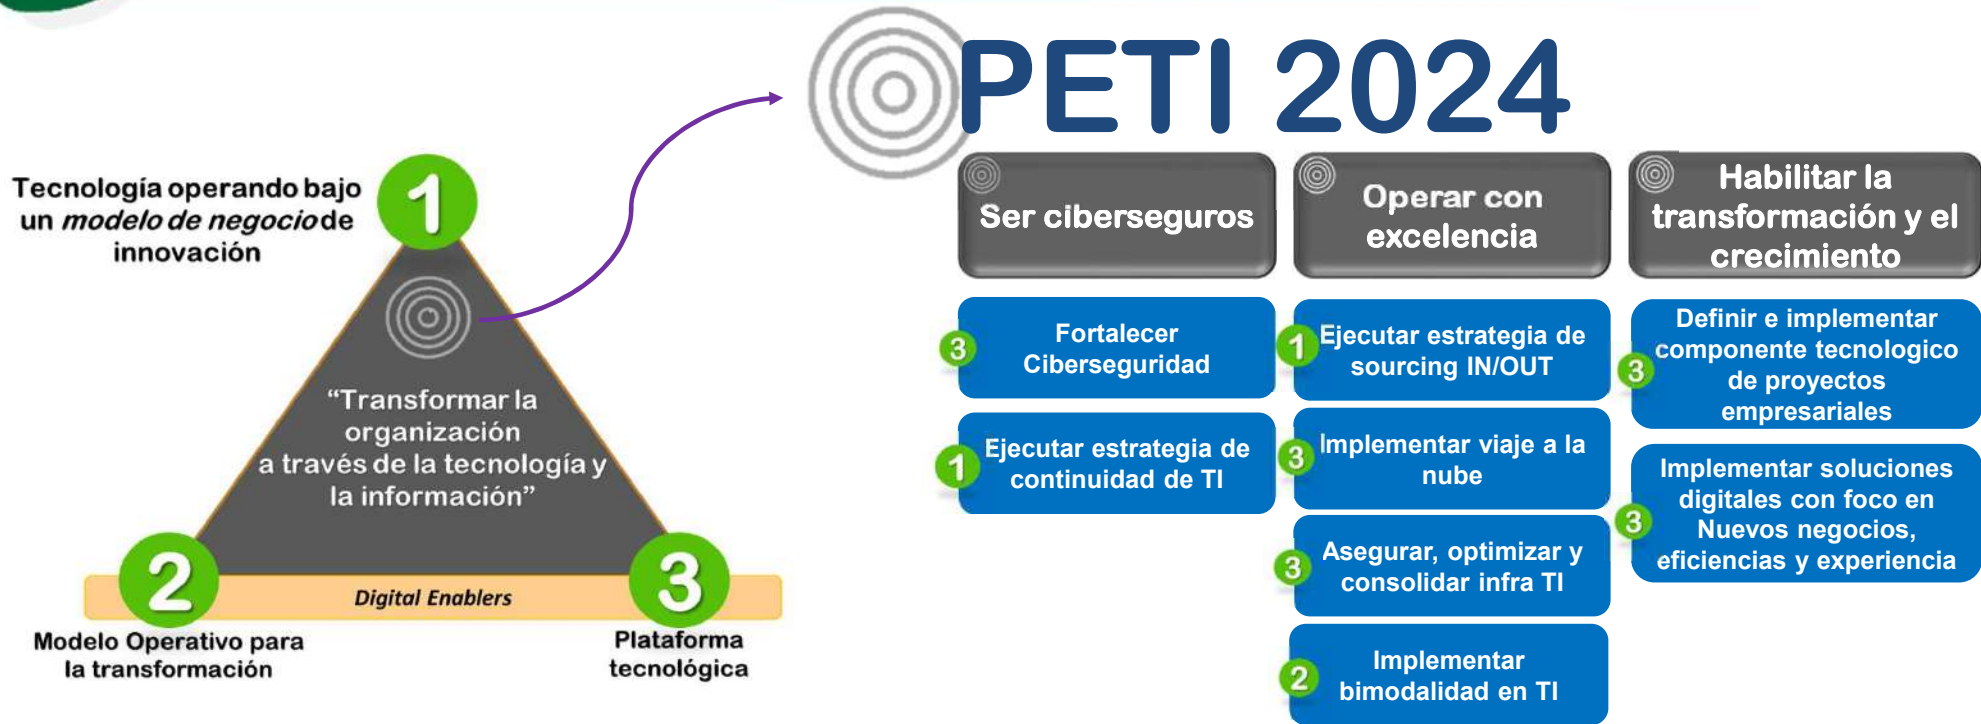 PETI 2024
Tecnología operando bajo
un modelo de negocio de
innovación
1
“Transformar la
organización
a través de la tecnología y
la información”
2
3
Digital Enablers
Modelo Operativo para
la transformación
Plataforma
tecnológica
Ser ciberseguros
3
Fortalecer
Ciberseguridad
1
Ejecutar estrategia de
continuidad de TI
Operar con
excelencia
1
Ejecutar estrategia de
sourcing IN/OUT
3
Implementar viaje a la
nube
3
Asegurar, optimizar y
consolidar infra TI
2
Implementar
bimodalidad en TI
Habilitar la
transformación y el
crecimiento
3
Definir e implementar
componente tecnologico
de proyectos
empresariales
3
Implementar soluciones
digitales con foco en
Nuevos negocios,
eficiencias y experiencia